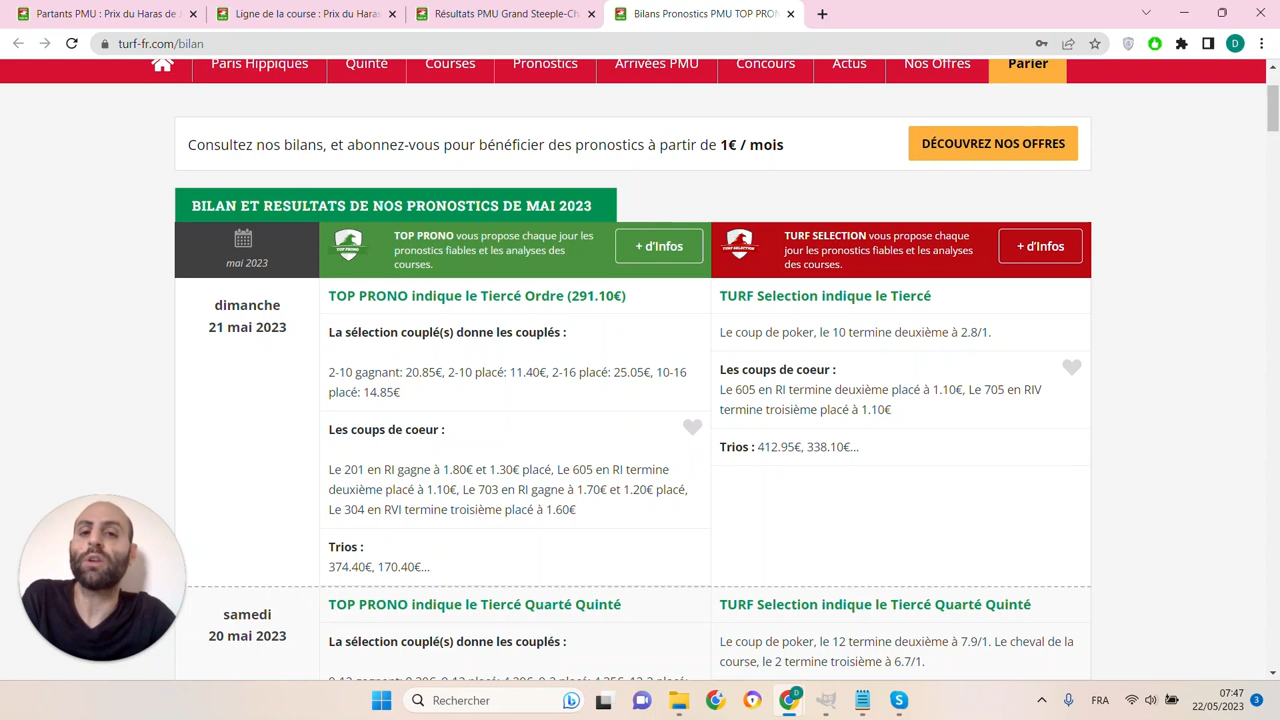 Partants PMU : Prix du Haras de J
Ligne de la course : Prix du Haras
Résultats PMU Grand Steeple-Ch
Bilans Pronostics PMU TOP PRON
turf-fr.com/bilan
D
Paris Hippiques
Quinté
Courses
Pronostics
Arrivées PMU
Concours
Actus
Nos Offres
Parier
Consultez nos bilans, et abonnez-vous pour bénéficier des pronostics à partir de 1€ / mois
DÉCOUVREZ NOS OFFRES
BILAN ET RESULTATS DE NOS PRONOSTICS DE MAI 2023
mai 2023
TOP PRONO
TOP PRONO vous propose chaque jour les
pronostics fiables et les analyses des
courses.
+ d'Infos
TURF SELECTION
TURF SELECTION vous propose chaque
jour les pronostics fiables et les analyses
des courses.
+ d'Infos
dimanche
21 mai 2023
TOP PRONO indique le Tiercé Ordre (291.10€)
La sélection couplé(s) donne les couplés :
2-10 gagnant: 20.85€, 2-10 placé: 11.40€, 2-16 placé: 25.05€, 10-16
placé: 14.85€
Les coups de coeur :
Le 201 en RI gagne à 1.80€ et 1.30€ placé, Le 605 en RI termine
deuxième placé à 1.10€, Le 703 en RI gagne à 1.70€ et 1.20€ placé,
Le 304 en RVI termine troisième placé à 1.60€
Trios :
374.40€, 170.40€...
TURF Selection indique le Tiercé
Le coup de poker, le 10 termine deuxième à 2.8/1.
Les coups de coeur :
Le 605 en RI termine deuxième placé à 1.10€, Le 705 en RIV
termine troisième placé à 1.10€
Trios : 412.95€, 338.10€...
samedi
20 mai 2023
TOP PRONO indique le Tiercé Quarté Quinté
La sélection couplé(s) donne les couplés :
TURF Selection indique le Tiercé Quarté Quinté
Le coup de poker, le 12 termine deuxième à 7.9/1. Le cheval de la
course, le 2 termine troisième à 6.7/1.
Rechercher
D
FRA
07:47
22/05/2023
3